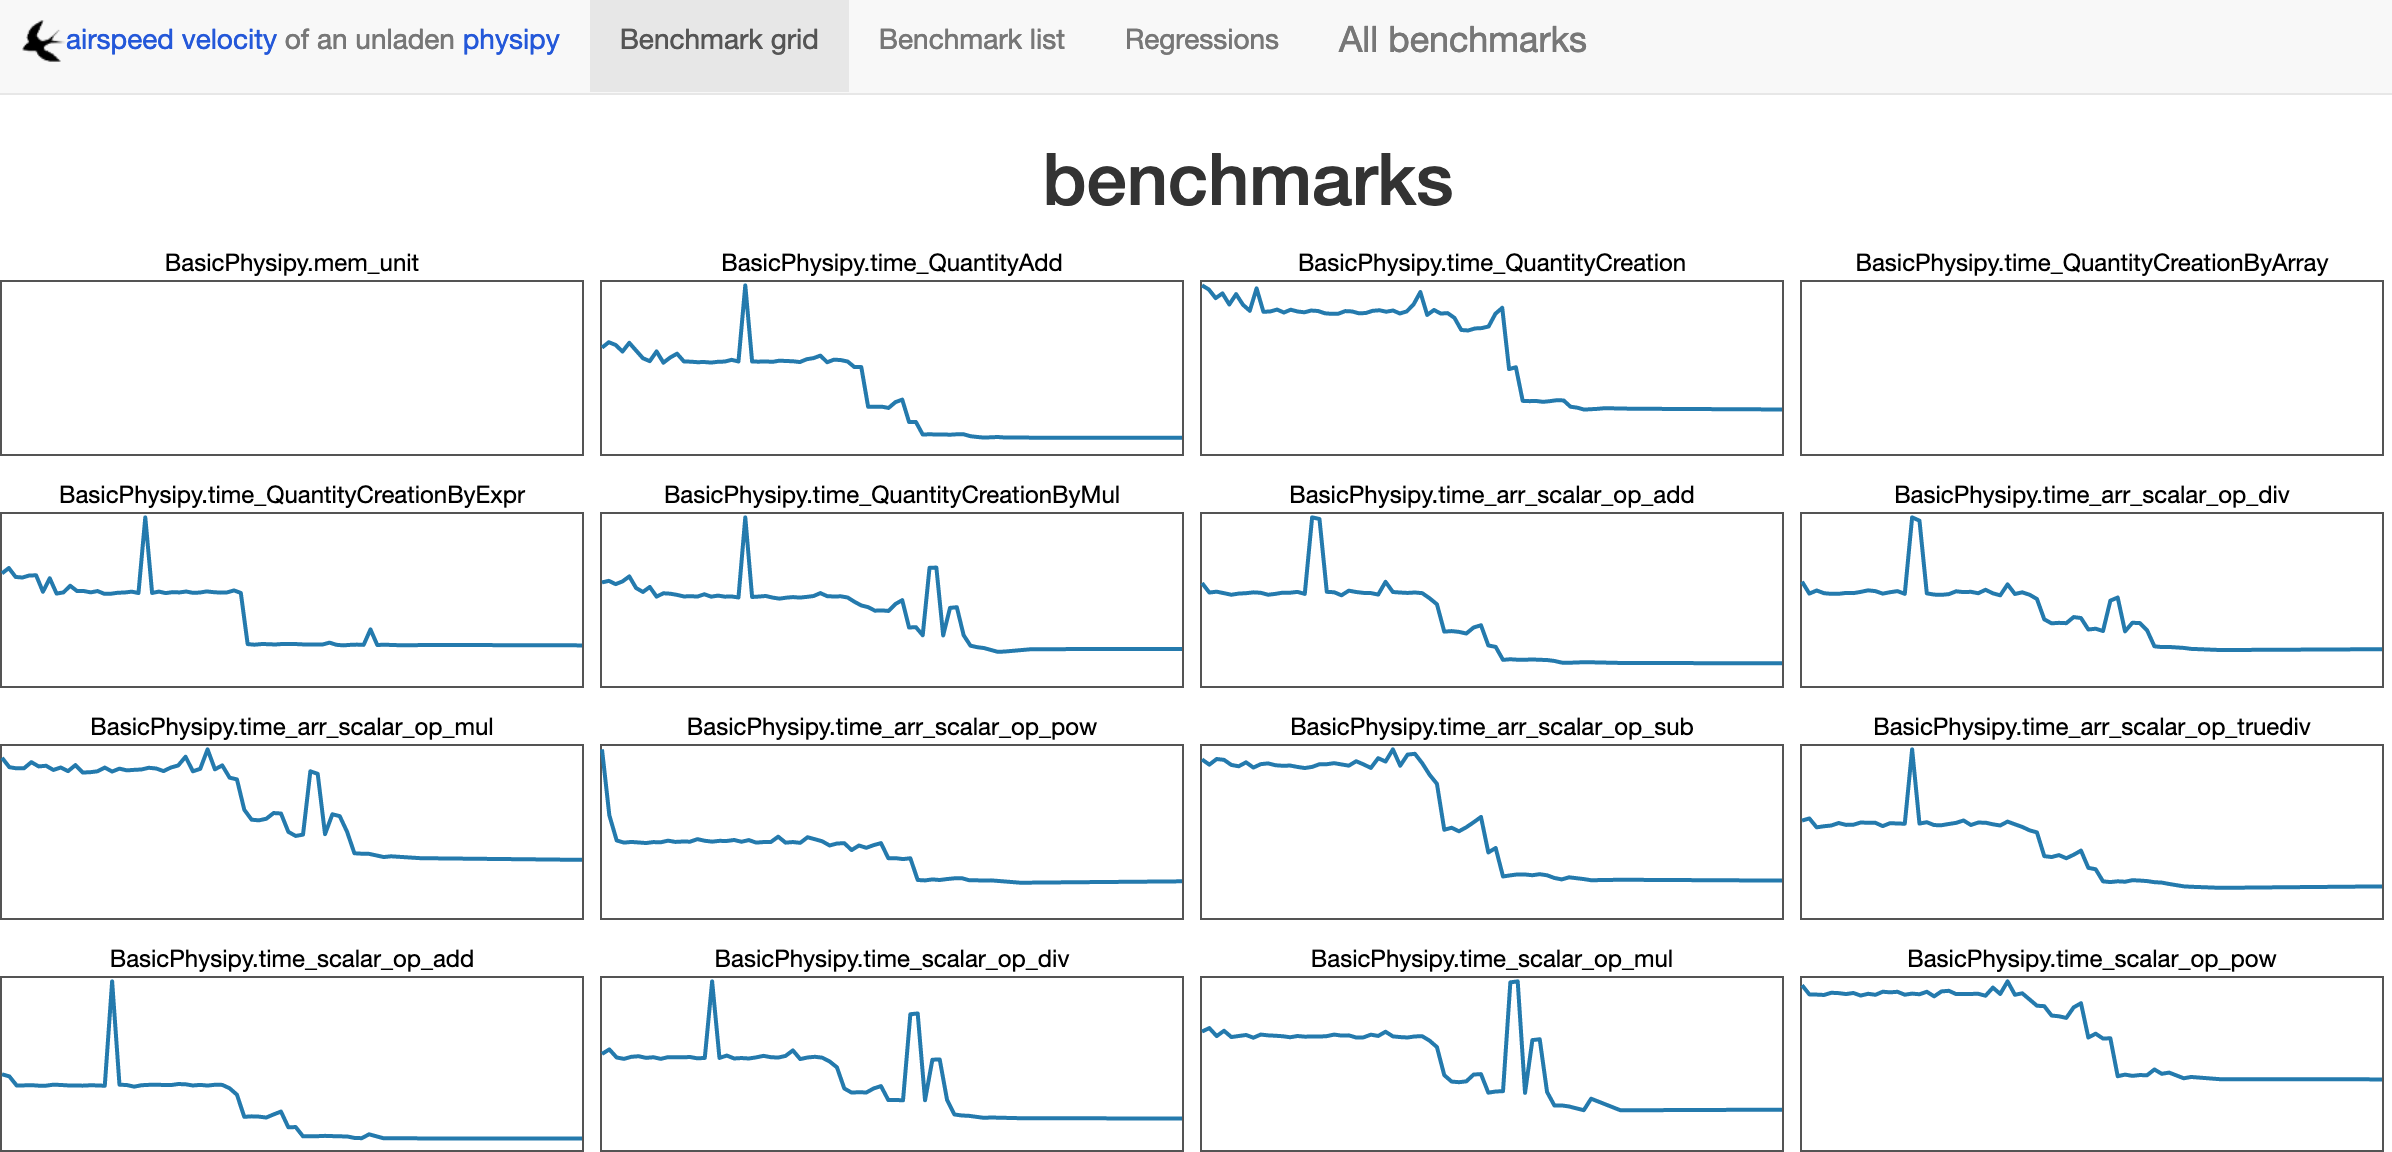 airspeed velocity of an unladen physipy Benchmark grid Benchmark list Regressions All benchmarks
benchmarks
BasicPhysipy.mem_unit BasicPhysipy.time_QuantityAdd BasicPhysipy.time_QuantityCreation BasicPhysipy.time_QuantityCreationByArray
BasicPhysipy.time_QuantityCreationByExpr BasicPhysipy.time_QuantityCreationByMul BasicPhysipy.time_arr_scalar_op_add BasicPhysipy.time_arr_scalar_op_div
BasicPhysipy.time_arr_scalar_op_mul BasicPhysipy.time_arr_scalar_op_pow BasicPhysipy.time_arr_scalar_op_sub BasicPhysipy.time_arr_scalar_op_truediv
BasicPhysipy.time_scalar_op_add BasicPhysipy.time_scalar_op_div BasicPhysipy.time_scalar_op_mul BasicPhysipy.time_scalar_op_pow